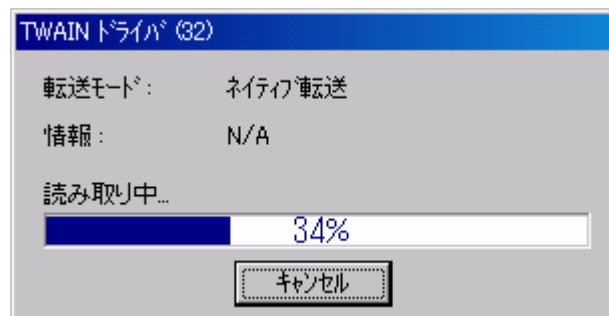 TWAIN ﾄﾞﾗｲﾊﾞ (32)
転送ﾓｰﾄﾞ: ﾈｲﾃｨﾌﾞ転送
情報: N/A
読み取り中...
34%
ｷｬﾝｾﾙ